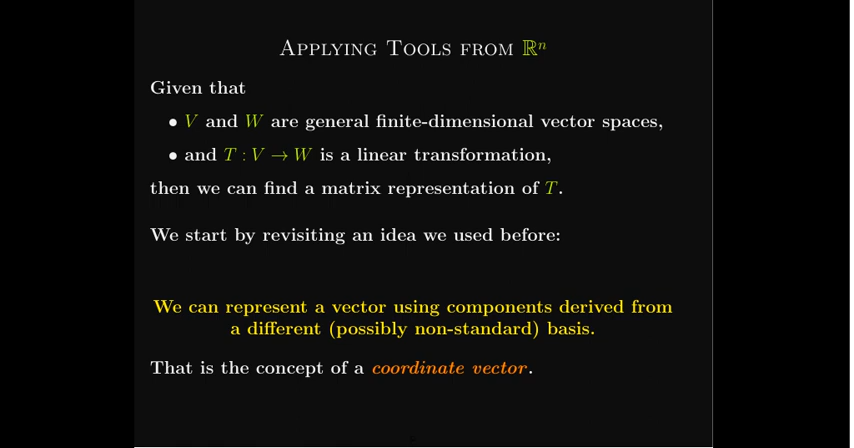 Applying Tools from ℝⁿ
Given that
• V and W are general finite-dimensional vector spaces,
• and T : V → W is a linear transformation,
then we can find a matrix representation of T.
We start by revisiting an idea we used before:
We can represent a vector using components derived from
a different (possibly non-standard) basis.
That is the concept of a coordinate vector.